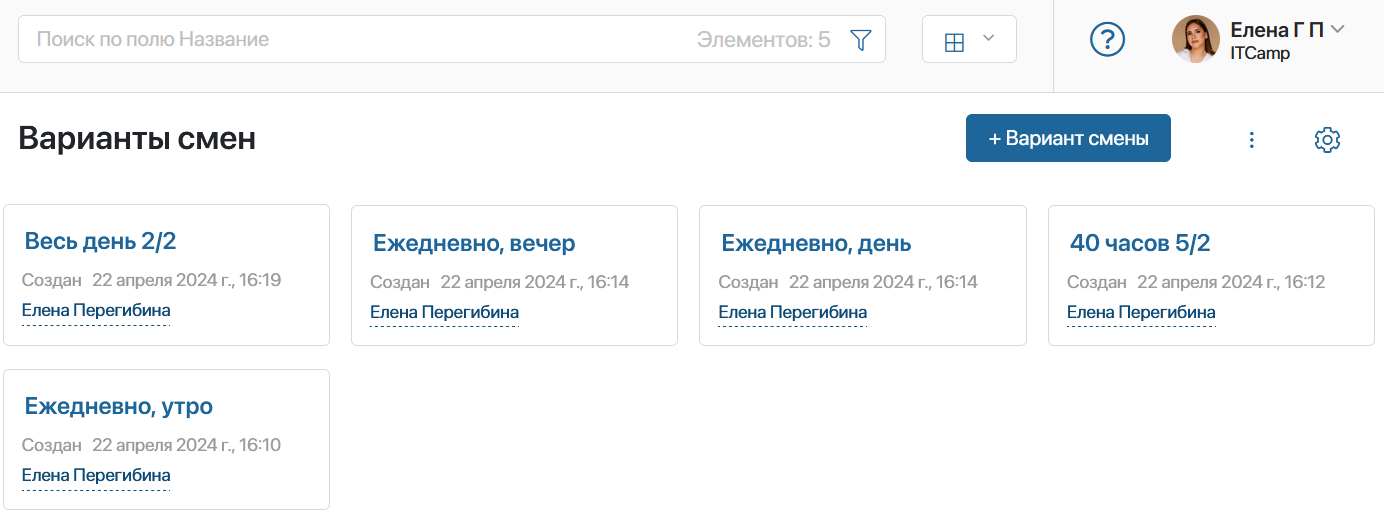 Поиск по полю Название Элементов: 5
? Елена Г П
ITCamp
Варианты смен
+ Вариант смены
Весь день 2/2
Создан 22 апреля 2024 г., 16:19
Елена Перегибина
Ежедневно, вечер
Создан 22 апреля 2024 г., 16:14
Елена Перегибина
Ежедневно, день
Создан 22 апреля 2024 г., 16:14
Елена Перегибина
40 часов 5/2
Создан 22 апреля 2024 г., 16:12
Елена Перегибина
Ежедневно, утро
Создан 22 апреля 2024 г., 16:10
Елена Перегибина